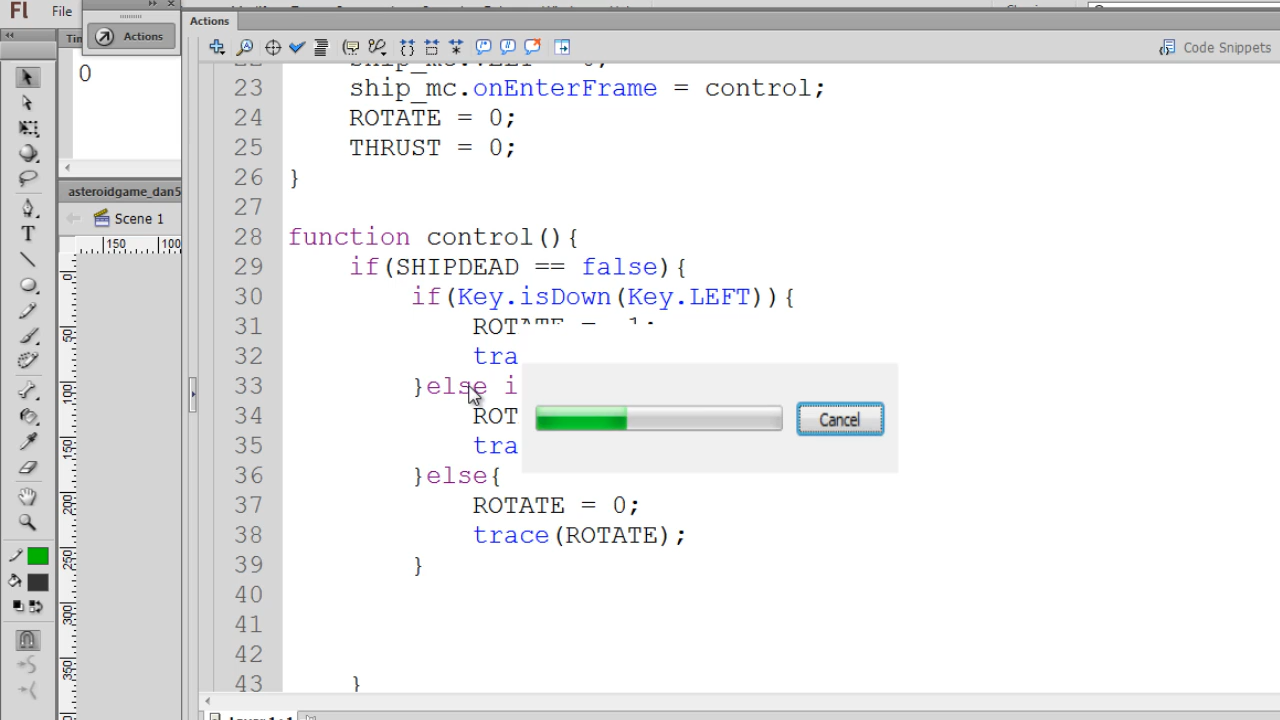 Fl File
Actions
Actions
0
Code Snippets
23 ship_mc.onEnterFrame = control;
24 ROTATE = 0;
25 THRUST = 0;
26 }
27
28 function control(){
29 if(SHIPDEAD == false){
30 if(Key.isDown(Key.LEFT)){
31 ROTATE = -1;
32 tra
33 }else i
34 ROT
35 tra
36 }else{
37 ROTATE = 0;
38 trace(ROTATE);
39 }
40
41
42
43 }
Cancel
asteroidgame_dan5
Scene 1
150 100
0
50
100
150
200
250
300
350